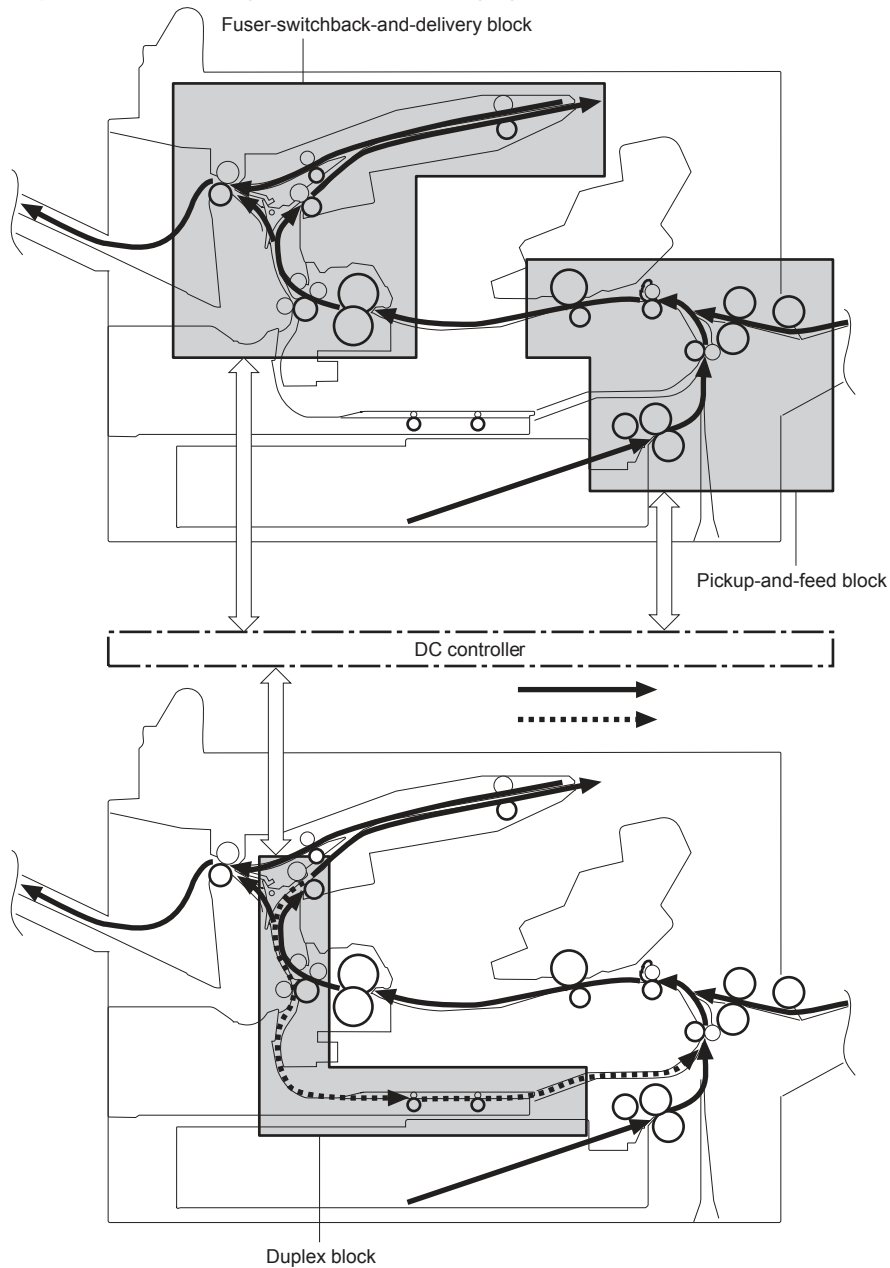 Fuser-switchback-and-delivery block
Pickup-and-feed block
DC controller
Duplex block